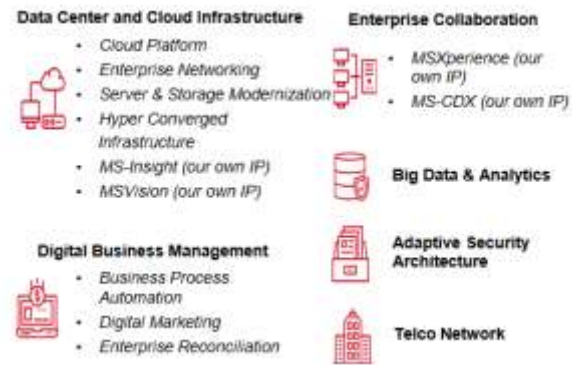 Data Center and Cloud Infrastructure
• Cloud Platform
• Enterprise Networking
• Server & Storage Modernization
• Hyper Converged
Infrastructure
• MS-Insight (our own IP)
• MSVision (our own IP)
Digital Business Management
• Business Process
Automation
• Digital Marketing
• Enterprise Reconciliation
Enterprise Collaboration
• MSXperience (our
own IP)
• MS-CDX (our own IP)
Big Data & Analytics
Adaptive Security
Architecture
Telco Network